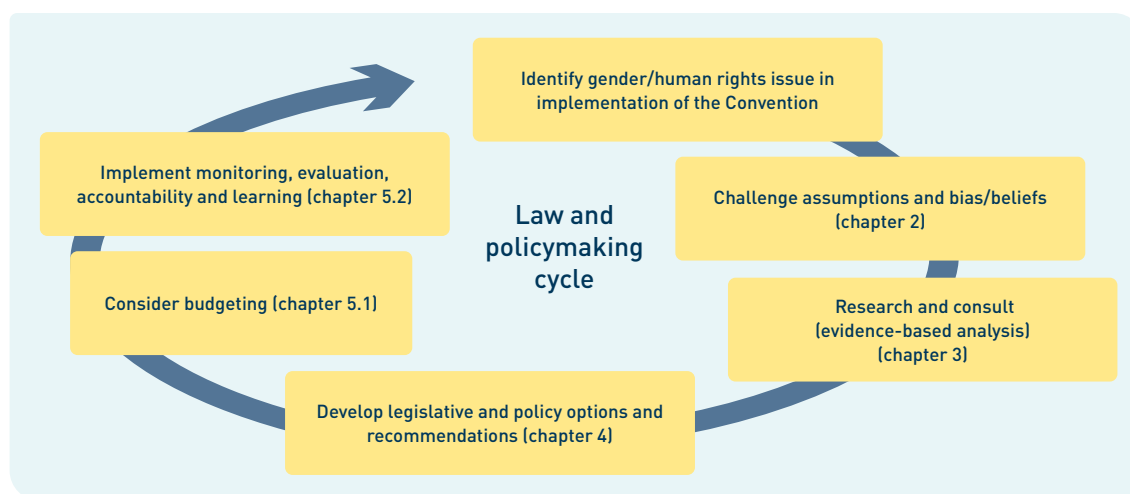 Identify gender/human rights issue in
implementation of the Convention
Challenge assumptions and bias/beliefs
(chapter 2)
Research and consult
(evidence-based analysis)
(chapter 3)
Develop legislative and policy options and
recommendations (chapter 4)
Consider budgeting (chapter 5.1)
Implement monitoring, evaluation,
accountability and learning (chapter 5.2)
Law and
policymaking
cycle